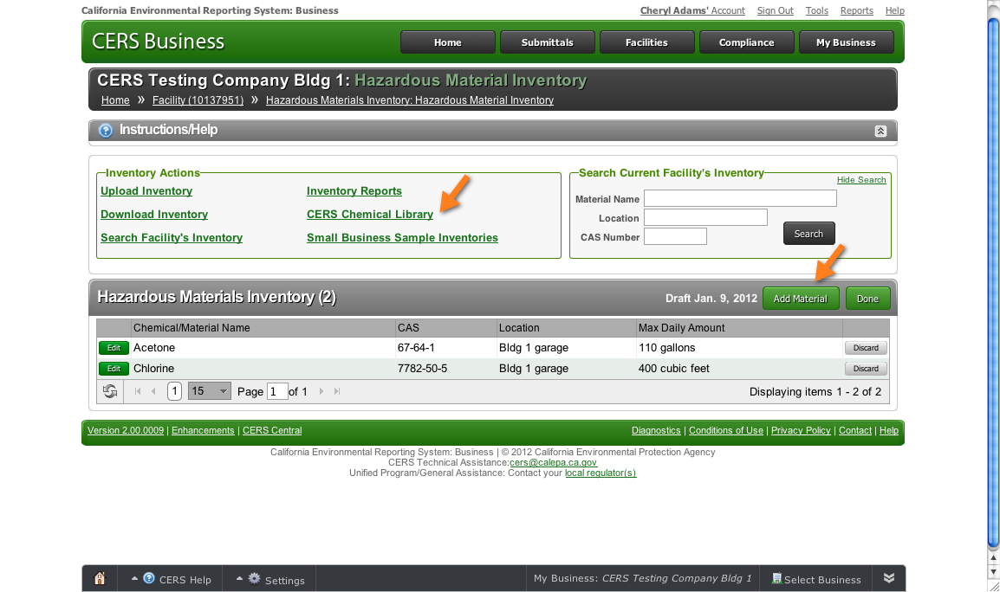 California Environmental Reporting System: Business
Cheryl Adams' Account Sign Out Tools Reports Help
CERS Business
Home Submittals Facilities Compliance My Business
CERS Testing Company Bldg 1: Hazardous Material Inventory
Home » Facility (10137951) » Hazardous Materials Inventory: Hazardous Material Inventory
Instructions/Help
Inventory Actions
Upload Inventory Inventory Reports
Download Inventory CERS Chemical Library
Search Facility's Inventory Small Business Sample Inventories
Search Current Facility's Inventory
Hide Search
Material Name
Location
CAS Number
Search
Hazardous Materials Inventory (2) Draft Jan. 9, 2012 Add Material Done
Chemical/Material Name CAS Location Max Daily Amount
Edit Acetone 67-64-1 Bldg 1 garage 110 gallons Discard
Edit Chlorine 7782-50-5 Bldg 1 garage 400 cubic feet Discard
1 15 Page 1 of 1 Displaying items 1 - 2 of 2
Version 2.00.0009 | Enhancements | CERS Central Diagnostics | Conditions of Use | Privacy Policy | Contact | Help
California Environmental Reporting System: Business | © 2012 California Environmental Protection Agency
CERS Technical Assistance:cers@calepa.ca.gov
Unified Program/General Assistance: Contact your local regulator(s)
CERS Help Settings My Business: CERS Testing Company Bldg 1 Select Business